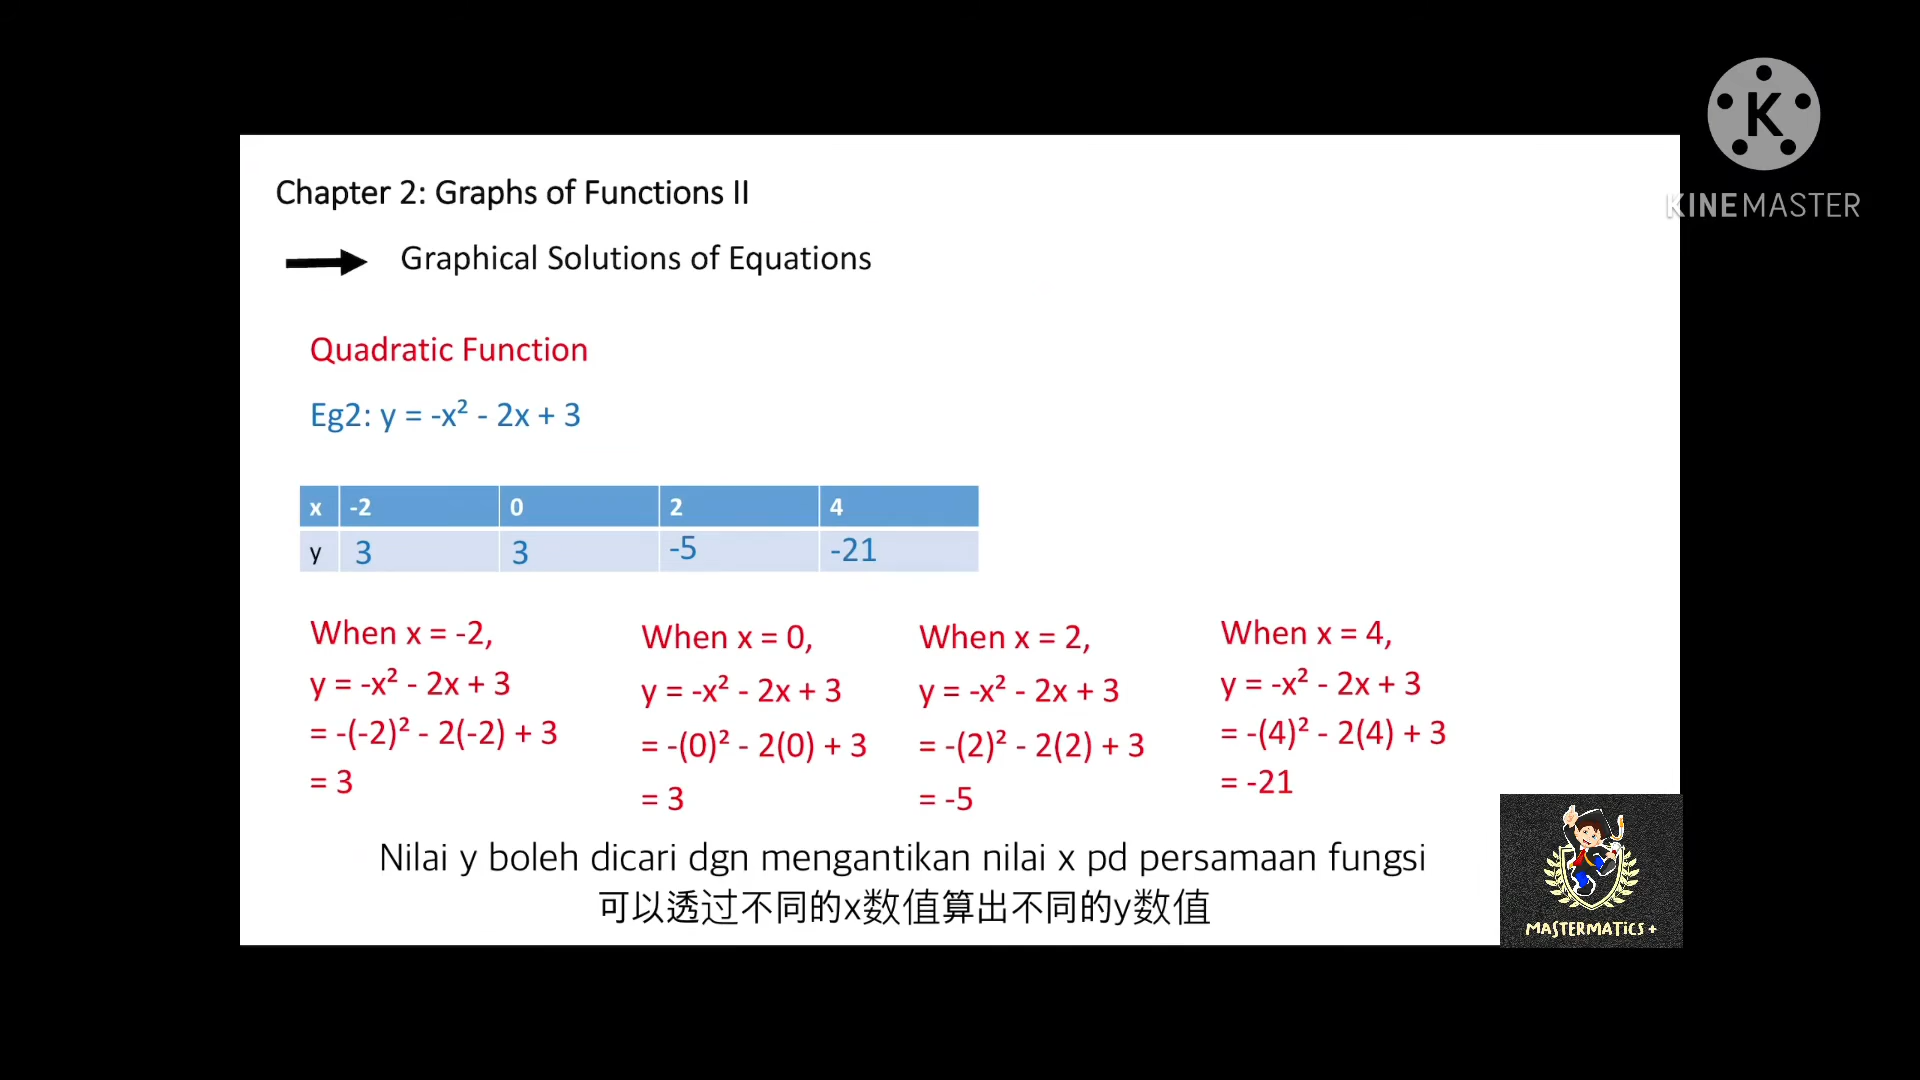 K
KINEMASTER
Chapter 2: Graphs of Functions II
Graphical Solutions of Equations
Quadratic Function
Eg2: y = -x² - 2x + 3
x -2 0 2 4
y 3 3 -5 -21
When x = -2,
y = -x² - 2x + 3
= -(-2)² - 2(-2) + 3
= 3
When x = 0,
y = -x² - 2x + 3
= -(0)² - 2(0) + 3
= 3
When x = 2,
y = -x² - 2x + 3
= -(2)² - 2(2) + 3
= -5
When x = 4,
y = -x² - 2x + 3
= -(4)² - 2(4) + 3
= -21
Nilai y boleh dicari dgn mengantikan nilai x pd persamaan fungsi
可以透过不同的x数值算出不同的y数值
MASTERMATICS +